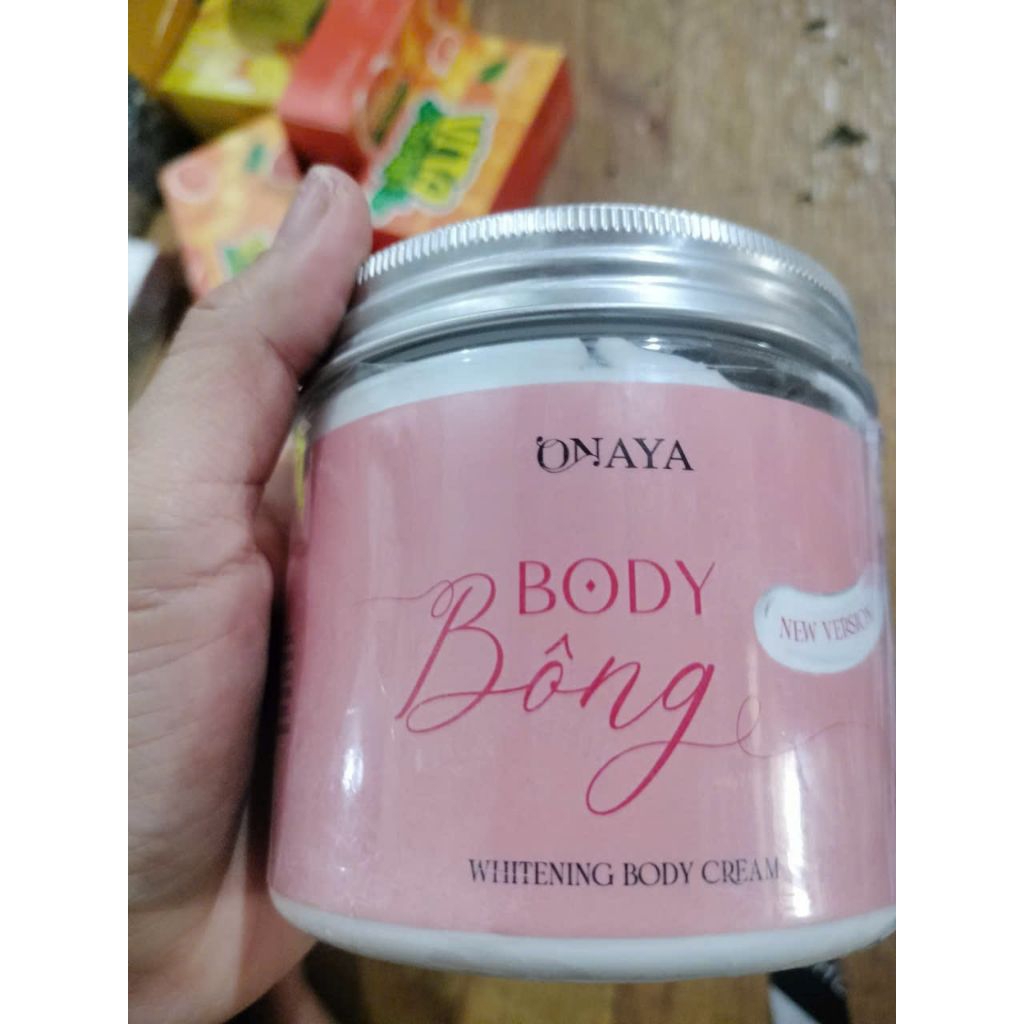 ONAYA
BODY
Bông
NEW VERSION
WHITENING BODY CREAM